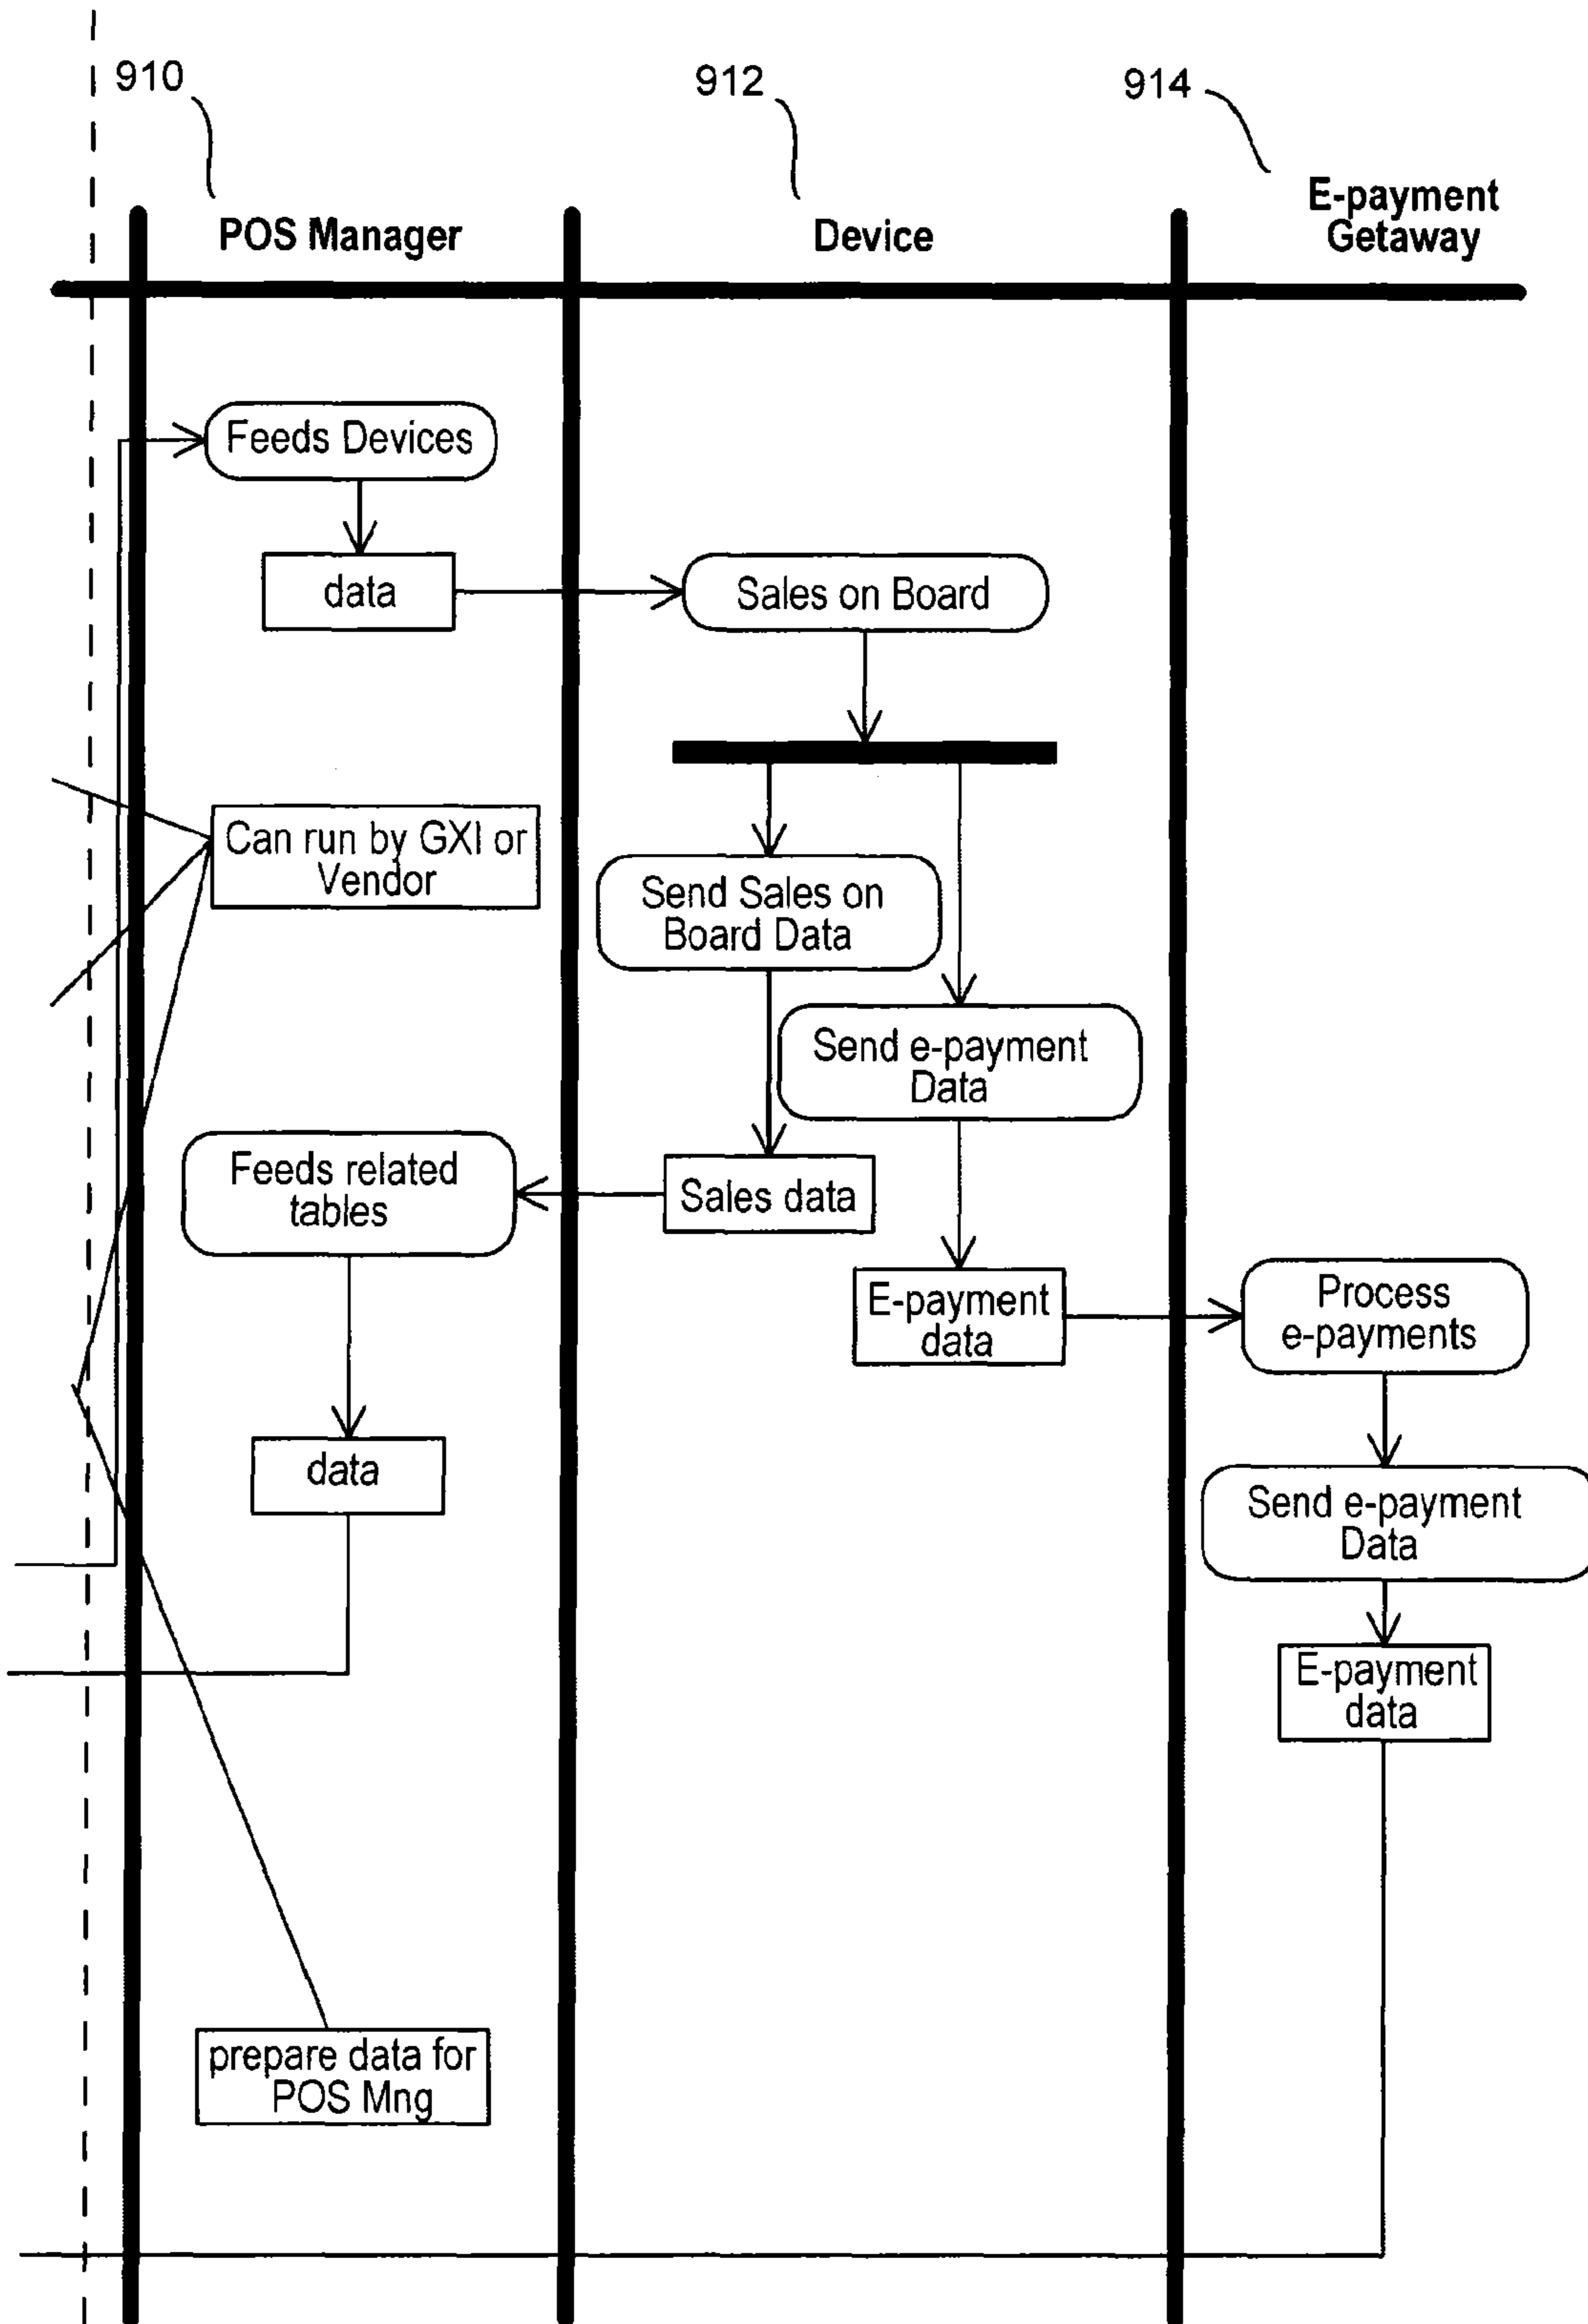 910
912
914
POS Manager
Device
E-payment
Getaway
Feeds Devices
data
Sales on Board
Can run by GXI or
Vendor
Send Sales on
Board Data
Send e-payment
Data
Feeds related
tables
Sales data
E-payment
data
Process
e-payments
data
Send e-payment
Data
E-payment
data
prepare data for
POS Mng